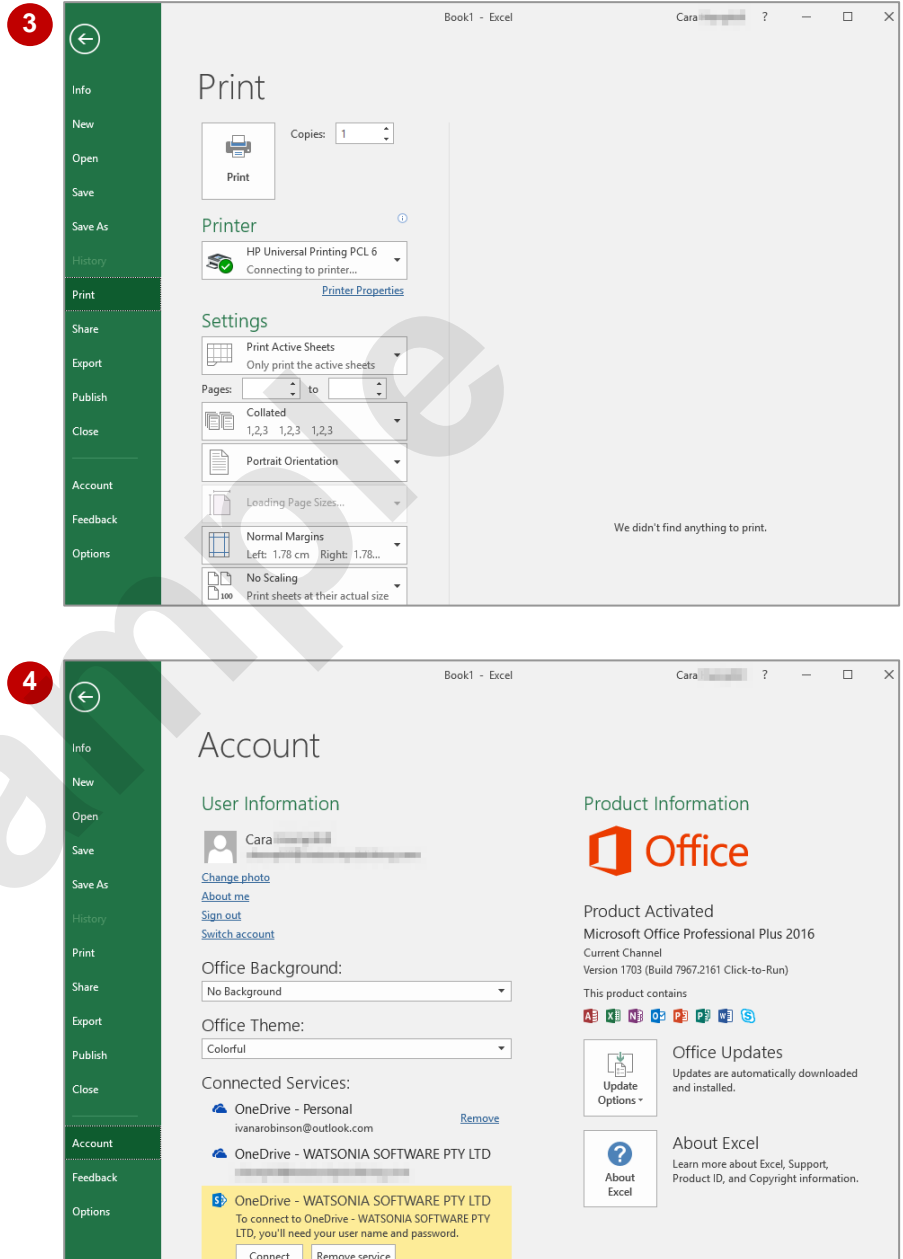 3
Book1 - Excel
Cara
?
Print
Info
New
Open
Save
Save As
History
Print
Share
Export
Publish
Close
Account
Feedback
Options
Copies: 1
Print
Printer
HP Universal Printing PCL 6
Connecting to printer...
Printer Properties
Settings
Print Active Sheets
Only print the active sheets
Pages: to
Collated
1,2,3 1,2,3 1,2,3
Portrait Orientation
Loading Page Sizes...
Normal Margins
Left: 1.78 cm Right: 1.78...
No Scaling
100
Print sheets at their actual size
We didn't find anything to print.
ample
4
Book1 - Excel
Cara
?
Account
Info
New
Open
Save
Save As
History
Print
Share
Export
Publish
Close
Account
Feedback
Options
User Information
Cara
Change photo
About me
Sign out
Switch account
Office Background:
No Background
Office Theme:
Colorful
Connected Services:
OneDrive - Personal
ivanarobinson@outlook.com
Remove
OneDrive - WATSONIA SOFTWARE PTY LTD
OneDrive - WATSONIA SOFTWARE PTY LTD
To connect to OneDrive - WATSONIA SOFTWARE PTY
LTD, you'll need your user name and password.
Connect Remove service
Product Information
Office
Product Activated
Microsoft Office Professional Plus 2016
Current Channel
Version 1703 (Build 7967.2161 Click-to-Run)
This product contains
Update
Options
Office Updates
Updates are automatically downloaded
and installed.
?
About
Excel
About Excel
Learn more about Excel, Support,
Product ID, and Copyright information.